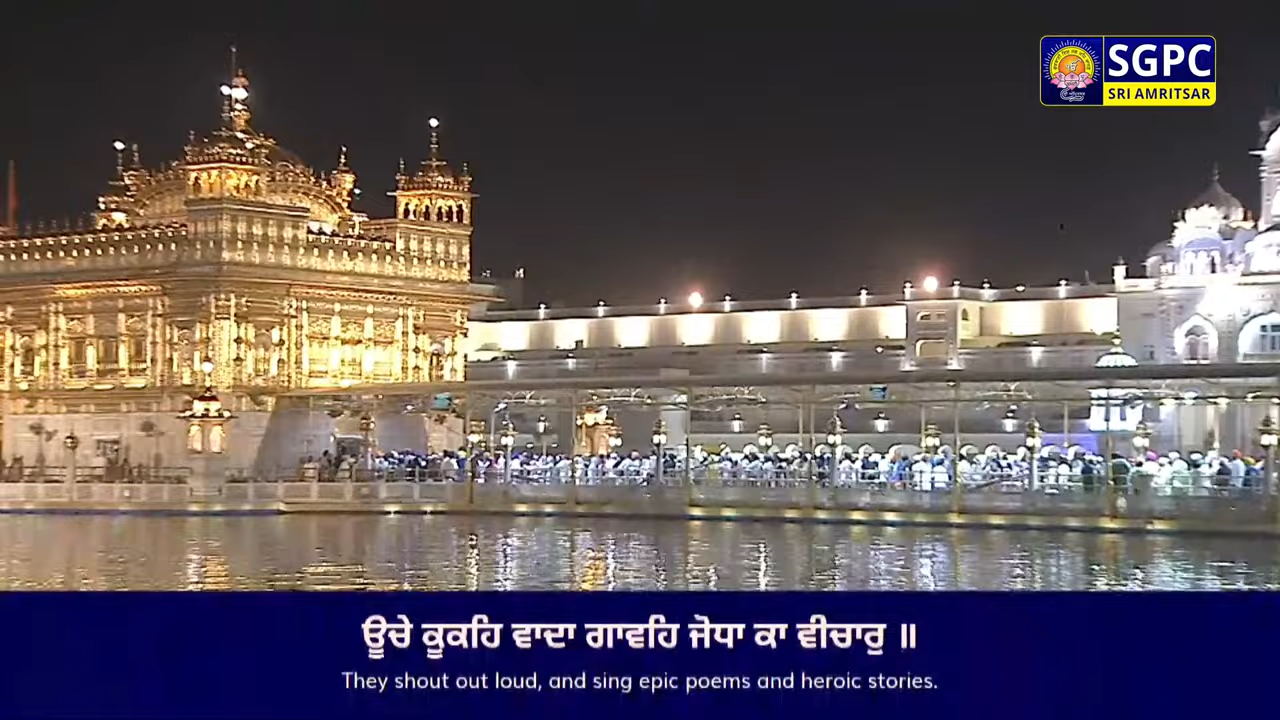 SGPC
SRI AMRITSAR
ਊਚੇ ਕੂਕਹਿ ਵਾਦਾ ਗਾਵਹਿ ਜੋਧਾ ਕਾ ਵੀਚਾਰੁ ॥
They shout out loud, and sing epic poems and heroic stories.